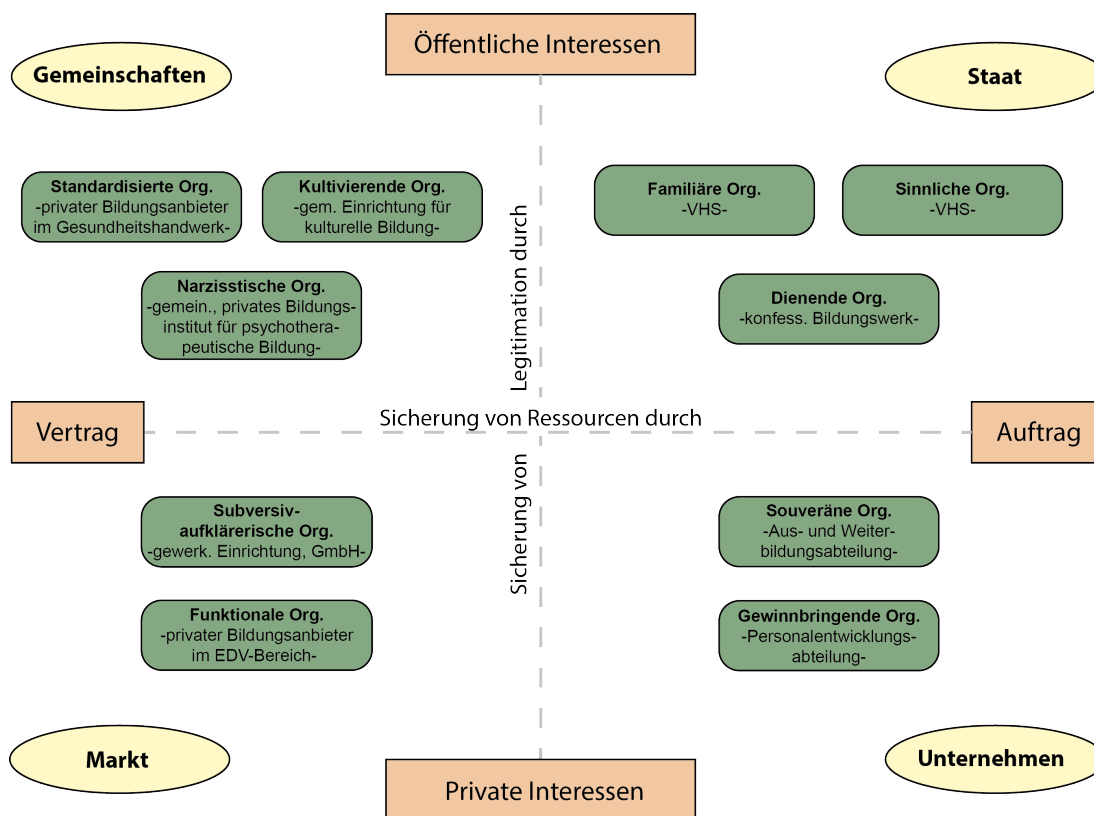 Öffentliche Interessen
Gemeinschaften
Staat
Standardisierte Org.
-privater Bildungsanbieter
im Gesundheitshandwerk-
Kultivierende Org.
-gem. Einrichtung für
kulturelle Bildung-
Familiäre Org.
-VHS-
Sinnliche Org.
-VHS-
Narzisstische Org.
-gemein., privates Bildungs-
institut für psychothera-
peutische Bildung-
Dienende Org.
-konfess. Bildungswerk-
Legitimation durch
Vertrag
Sicherung von Ressourcen durch
Auftrag
Sicherung von
Subversiv-
aufklärerische Org.
-gewerk. Einrichtung, GmbH-
Souveräne Org.
-Aus- und Weiter-
bildungsabteilung-
Funktionale Org.
-privater Bildungsanbieter
im EDV-Bereich-
Gewinnbringende Org.
-Personalentwicklungs-
abteilung-
Markt
Unternehmen
Private Interessen